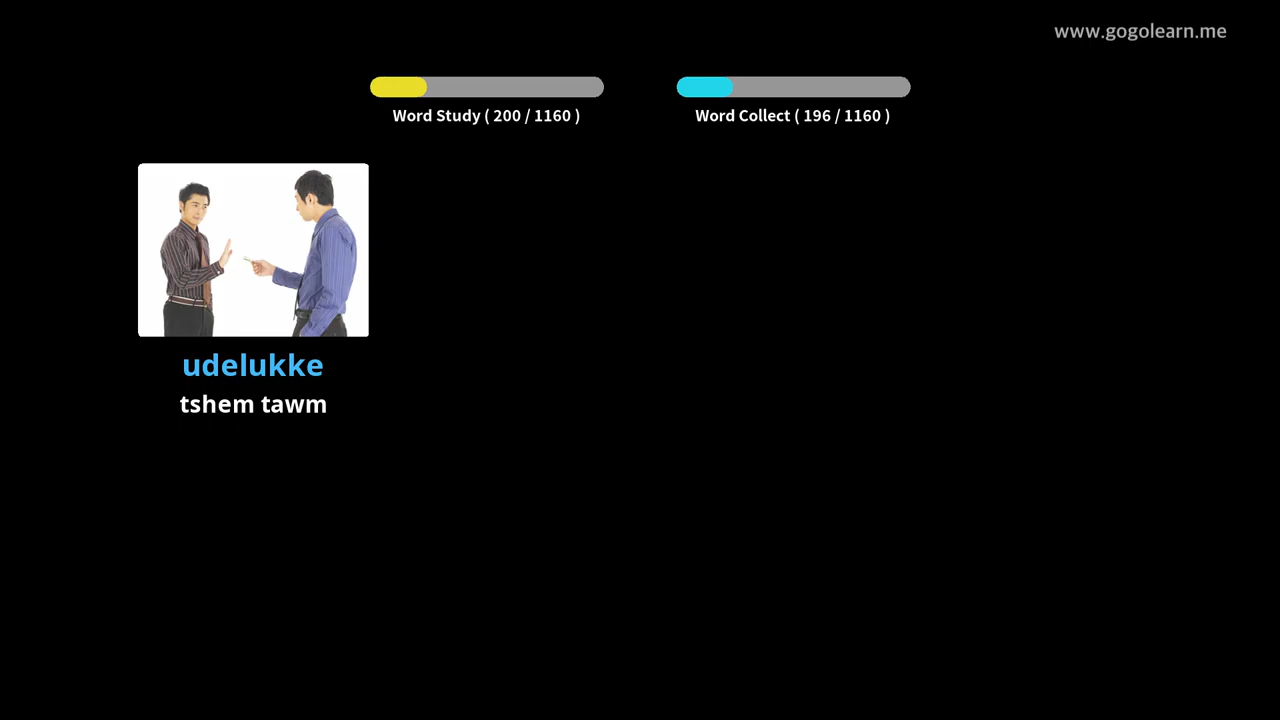 www.gogolearn.me
Word Study ( 200 / 1160 )
Word Collect ( 196 / 1160 )
udelukke
tshem tawm